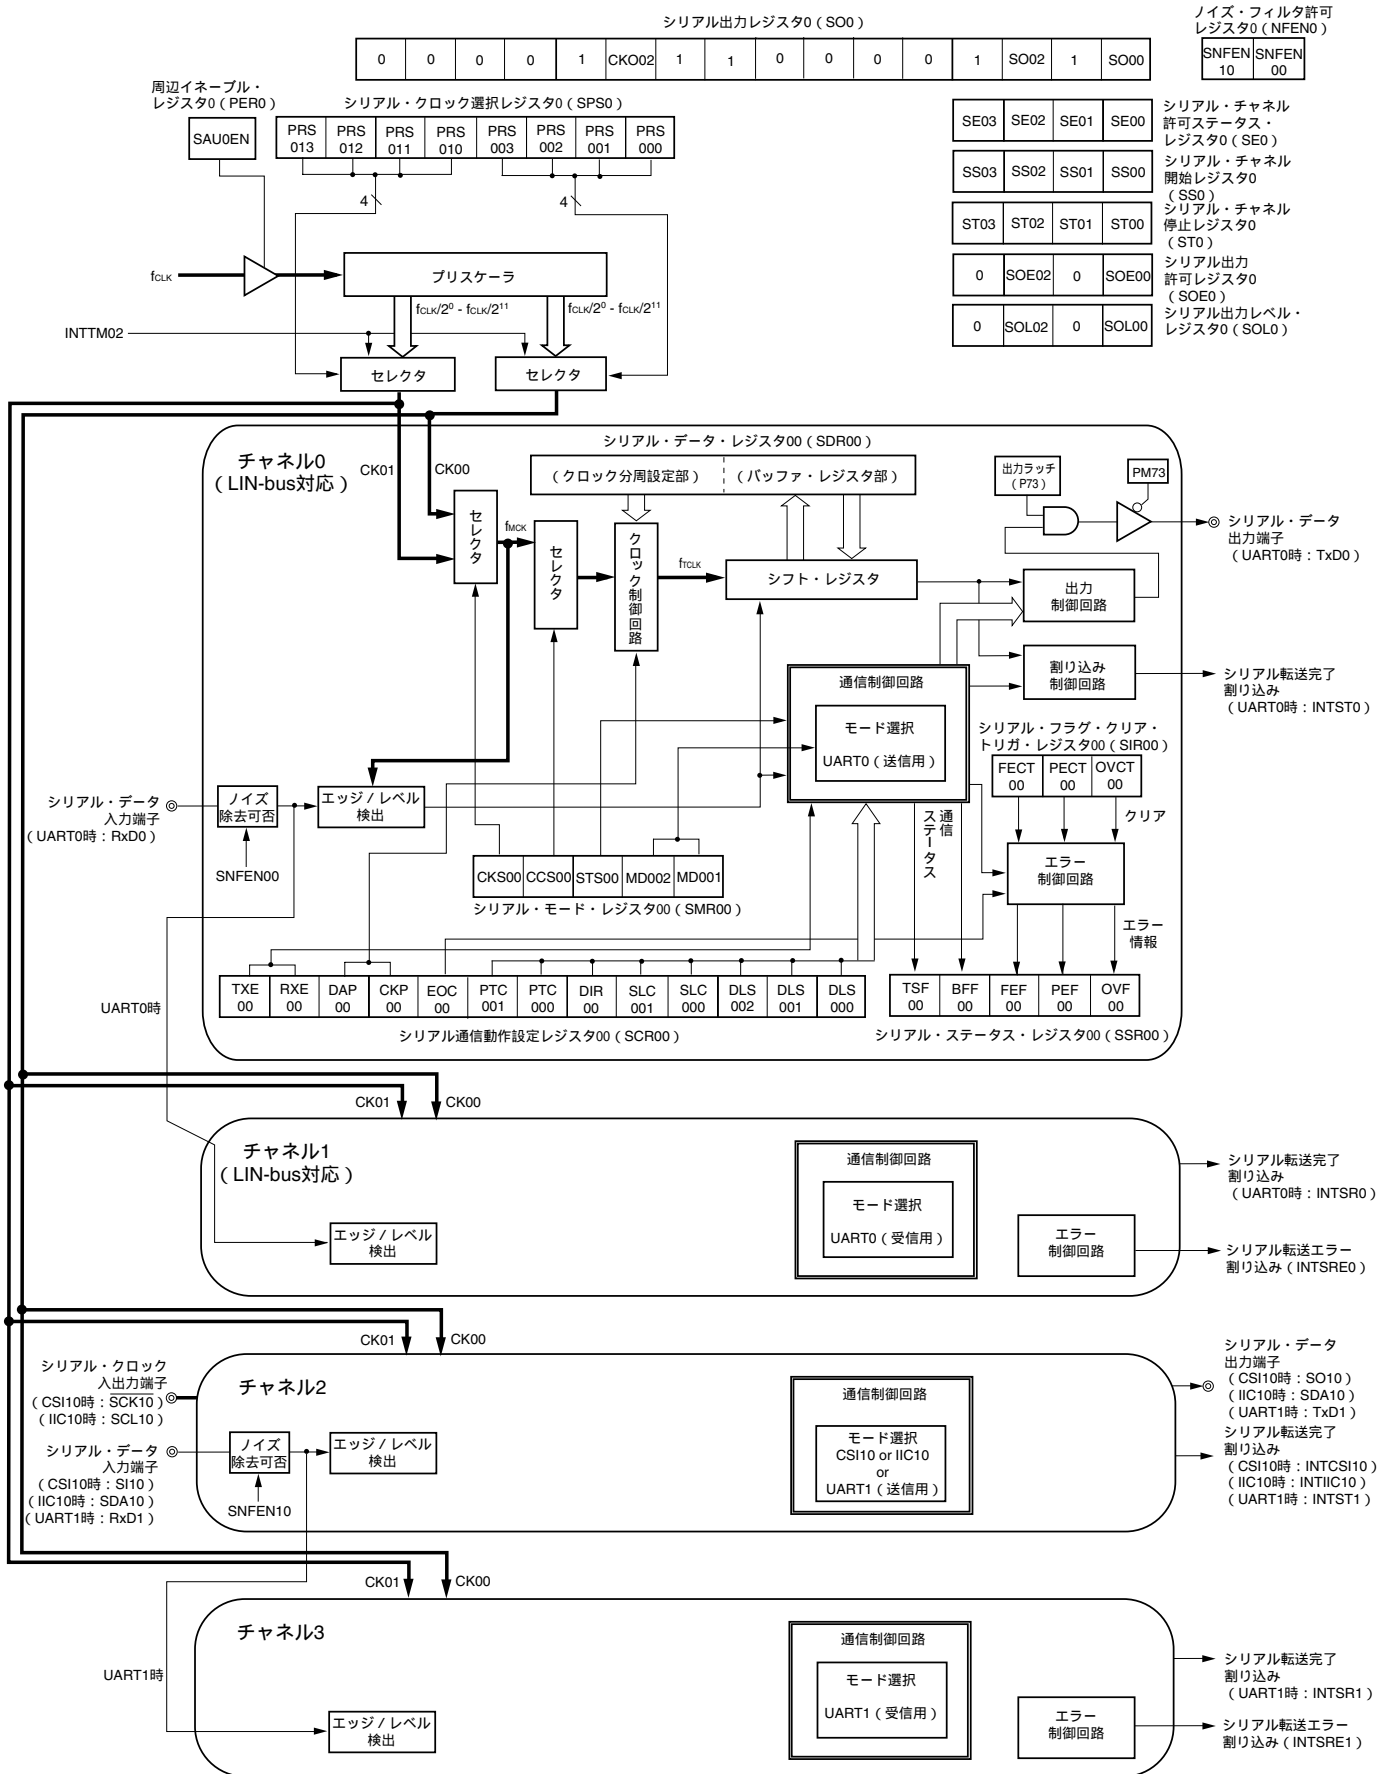 シリアル出力レジスタ0（SO0）
0 0 0 0 1 CKO02 1 1 0 0 0 0 1 SO02 1 SO00
ノイズ・フィルタ許可
レジスタ0（NFEN0）
SNFEN SNFEN
10 00
周辺イネーブル・
レジスタ0（PER0）
SAU0EN
シリアル・クロック選択レジスタ0（SPS0）
PRS PRS PRS PRS PRS PRS PRS PRS
013 012 011 010 003 002 001 000
4 4
SE03 SE02 SE01 SE00
シリアル・チャネル
許可ステータス・
レジスタ0（SE0）
SS03 SS02 SS01 SS00
シリアル・チャネル
開始レジスタ0
（SS0）
ST03 ST02 ST01 ST00
シリアル・チャネル
停止レジスタ0
（ST0）
0 SOE02 0 SOE00
シリアル出力
許可レジスタ0
（SOE0）
0 SOL02 0 SOL00
シリアル出力レベル・
レジスタ0（SOL0）
fCLK
プリスケーラ
fCLK/2⁰ - fCLK/2¹¹ fCLK/2⁰ - fCLK/2¹¹
INTTM02
セレクタ セレクタ
チャネル0
（LIN-bus対応）
CK01 CK00
シリアル・データ・レジスタ00（SDR00）
（クロック分周設定部） （バッファ・レジスタ部）
セレクタ
fMCK
セレクタ
クロック制御回路
fTCLK
シフト・レジスタ
出力ラッチ
（P73）
PM73
シリアル・データ
出力端子
（UART0時：TxD0）
出力
制御回路
割り込み
制御回路
シリアル転送完了
割り込み
（UART0時：INTST0）
通信制御回路
モード選択
UART0（送信用）
シリアル・フラグ・クリア・
トリガ・レジスタ00（SIR00）
FECT PECT OVCT
00 00 00
クリア
シリアル・データ
入力端子
（UART0時：RxD0）
ノイズ
除去可否
SNFEN00
エッジ／レベル
検出
通信
ステータス
エラー
制御回路
エラー
情報
CKS00 CCS00 STS00 MD002 MD001
シリアル・モード・レジスタ00（SMR00）
TXE RXE DAP CKP EOC PTC PTC DIR SLC SLC DLS DLS DLS
00 00 00 00 00 001 000 00 001 000 002 001 000
シリアル通信動作設定レジスタ00（SCR00）
TSF BFF FEF PEF OVF
00 00 00 00 00
シリアル・ステータス・レジスタ00（SSR00）
UART0時
CK01 CK00
チャネル1
（LIN-bus対応）
エッジ／レベル
検出
通信制御回路
モード選択
UART0（受信用）
エラー
制御回路
シリアル転送完了
割り込み
（UART0時：INTSR0）
シリアル転送エラー
割り込み（INTSRE0）
CK01 CK00
シリアル・クロック
入出力端子
（CSI10時：SCK10）
（IIC10時：SCL10）
チャネル2
シリアル・データ
入力端子
（CSI10時：SI10）
（IIC10時：SDA10）
（UART1時：RxD1）
ノイズ
除去可否
SNFEN10
エッジ／レベル
検出
通信制御回路
モード選択
CSI10 or IIC10
or
UART1（送信用）
シリアル・データ
出力端子
（CSI10時：SO10）
（IIC10時：SDA10）
（UART1時：TxD1）
シリアル転送完了
割り込み
（CSI10時：INTCSI10）
（IIC10時：INTIIC10）
（UART1時：INTST1）
CK01 CK00
UART1時
チャネル3
エッジ／レベル
検出
通信制御回路
モード選択
UART1（受信用）
エラー
制御回路
シリアル転送完了
割り込み
（UART1時：INTSR1）
シリアル転送エラー
割り込み（INTSRE1）